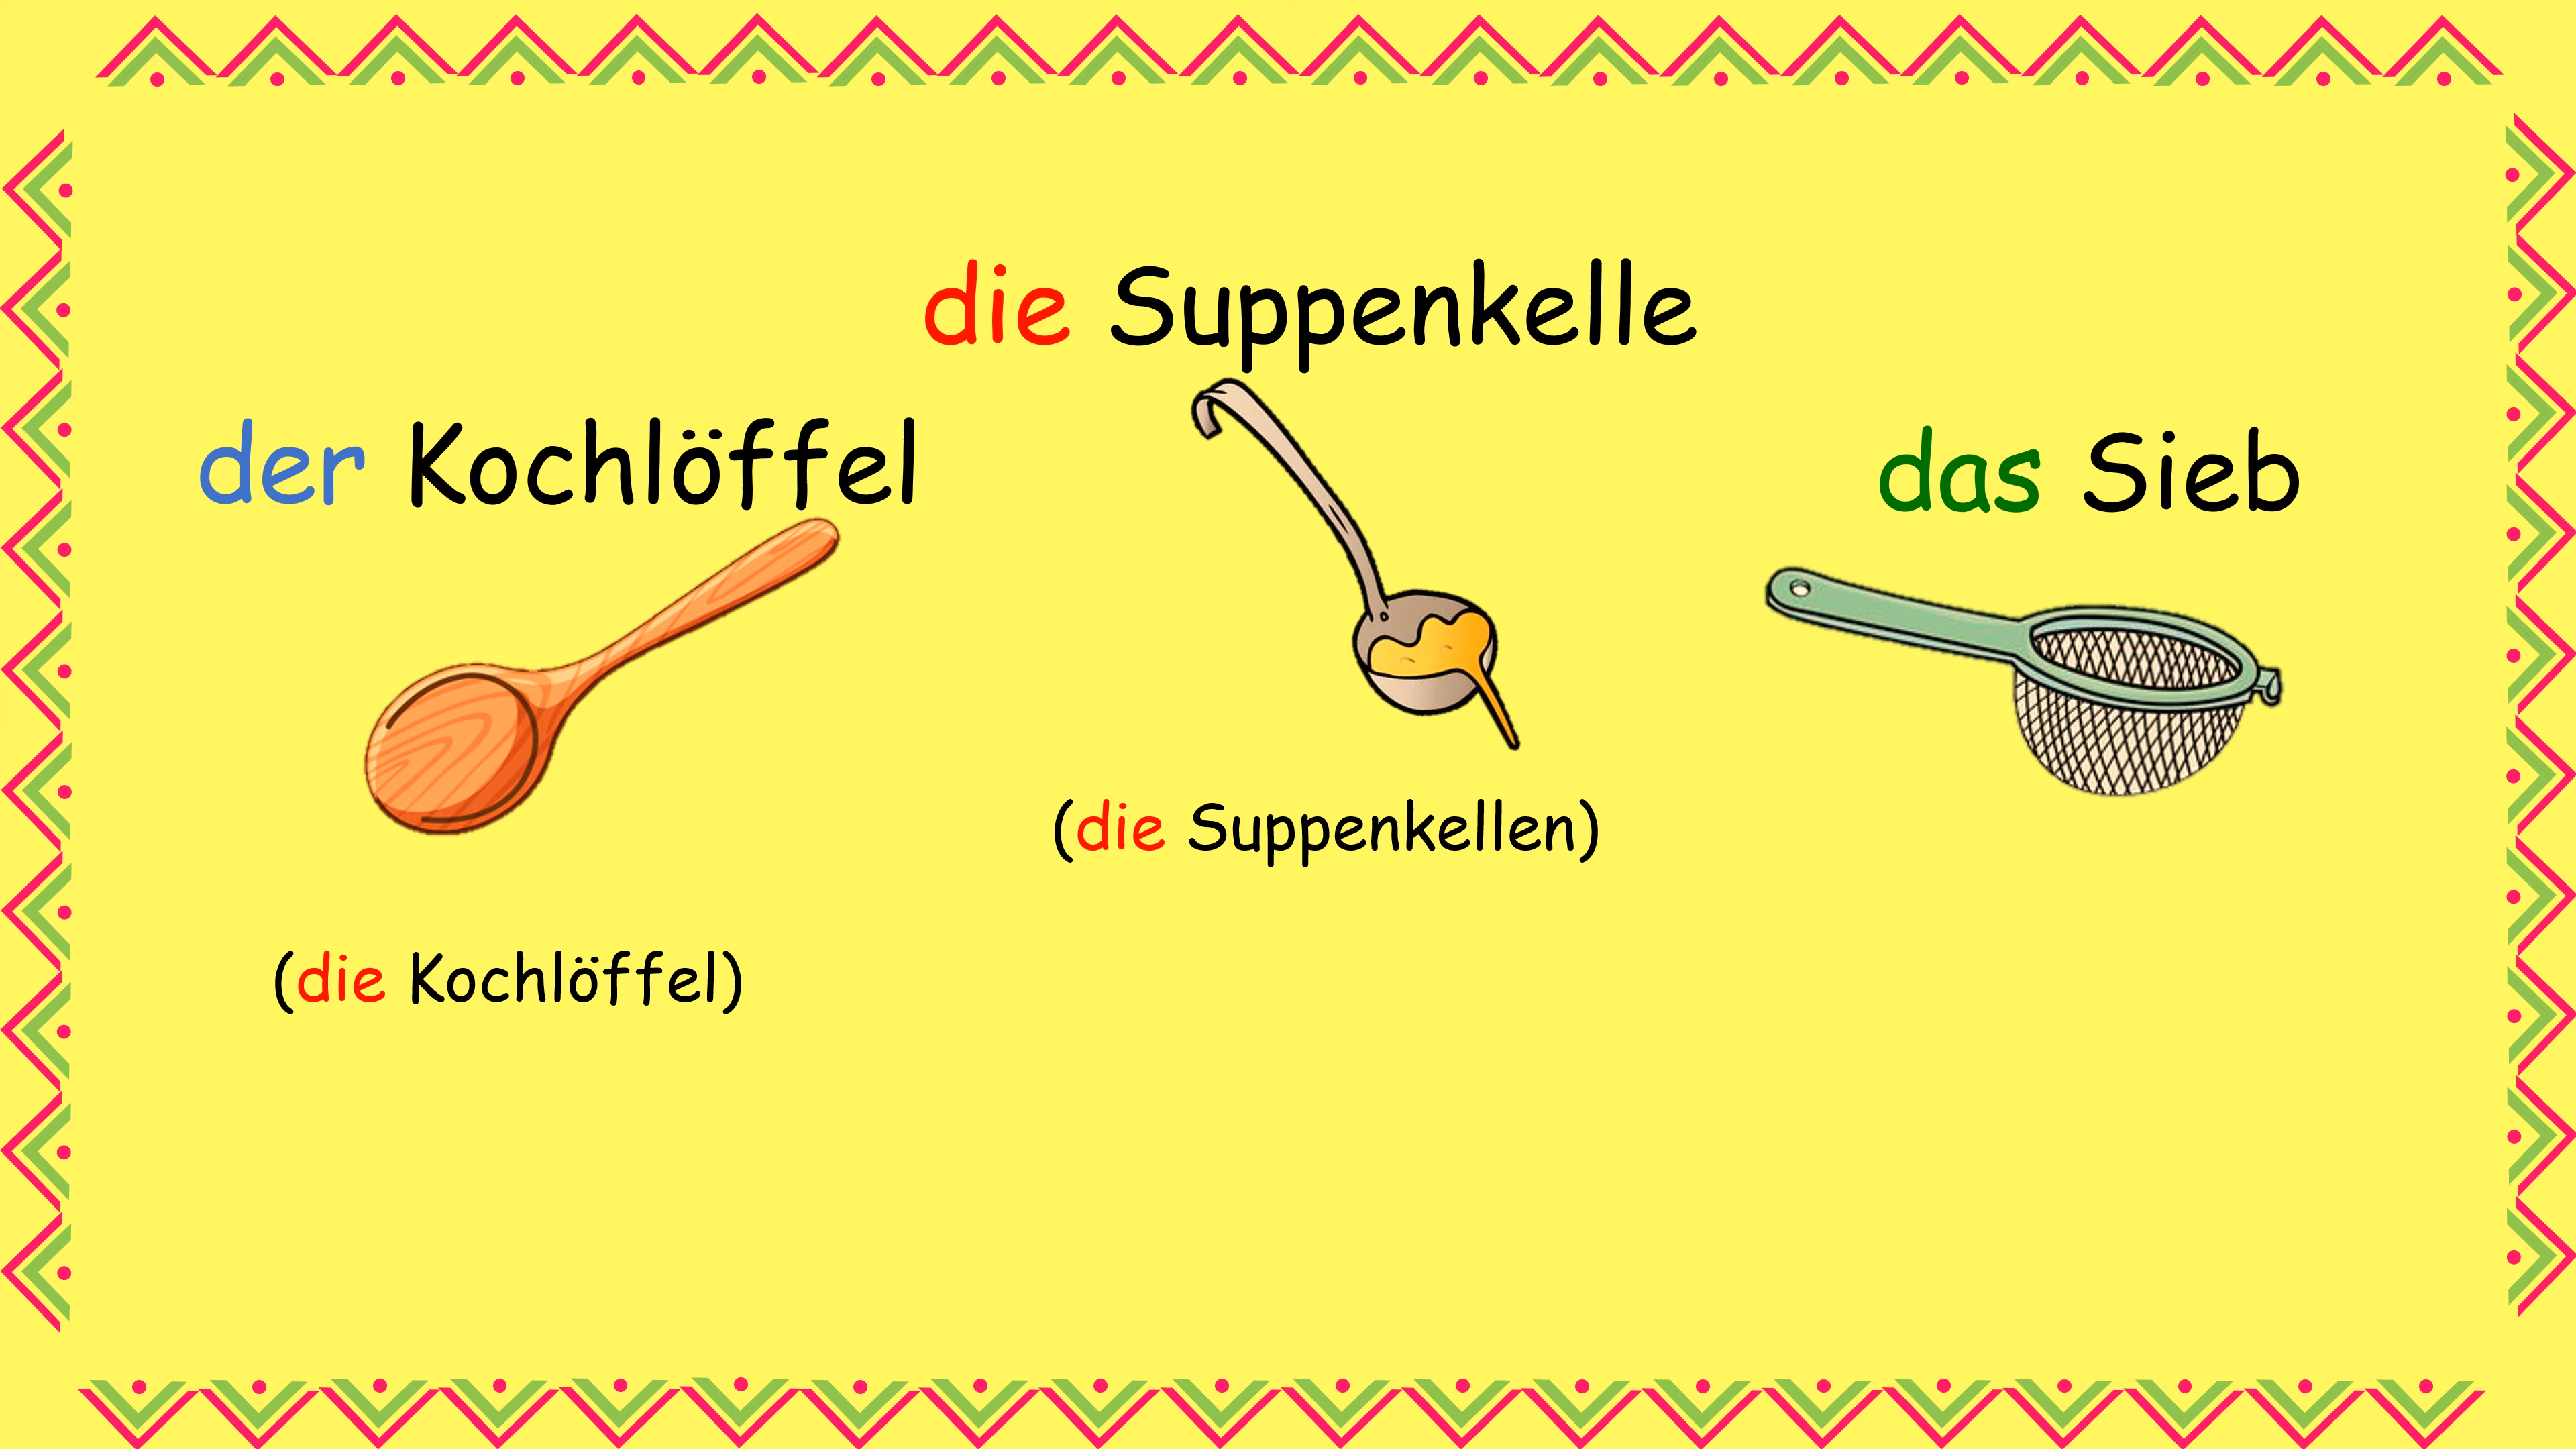 die Suppenkelle
der Kochlöffel
das Sieb
(die Suppenkellen)
(die Kochlöffel)